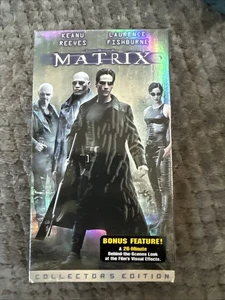 KEANU REEVES
LAURENCE FISHBURNE
MATRIX
BONUS FEATURE!
A 26-Minute
Behind-the-Scenes Look
at the Film's Visual Effects.
COLLECTOR'S EDITION